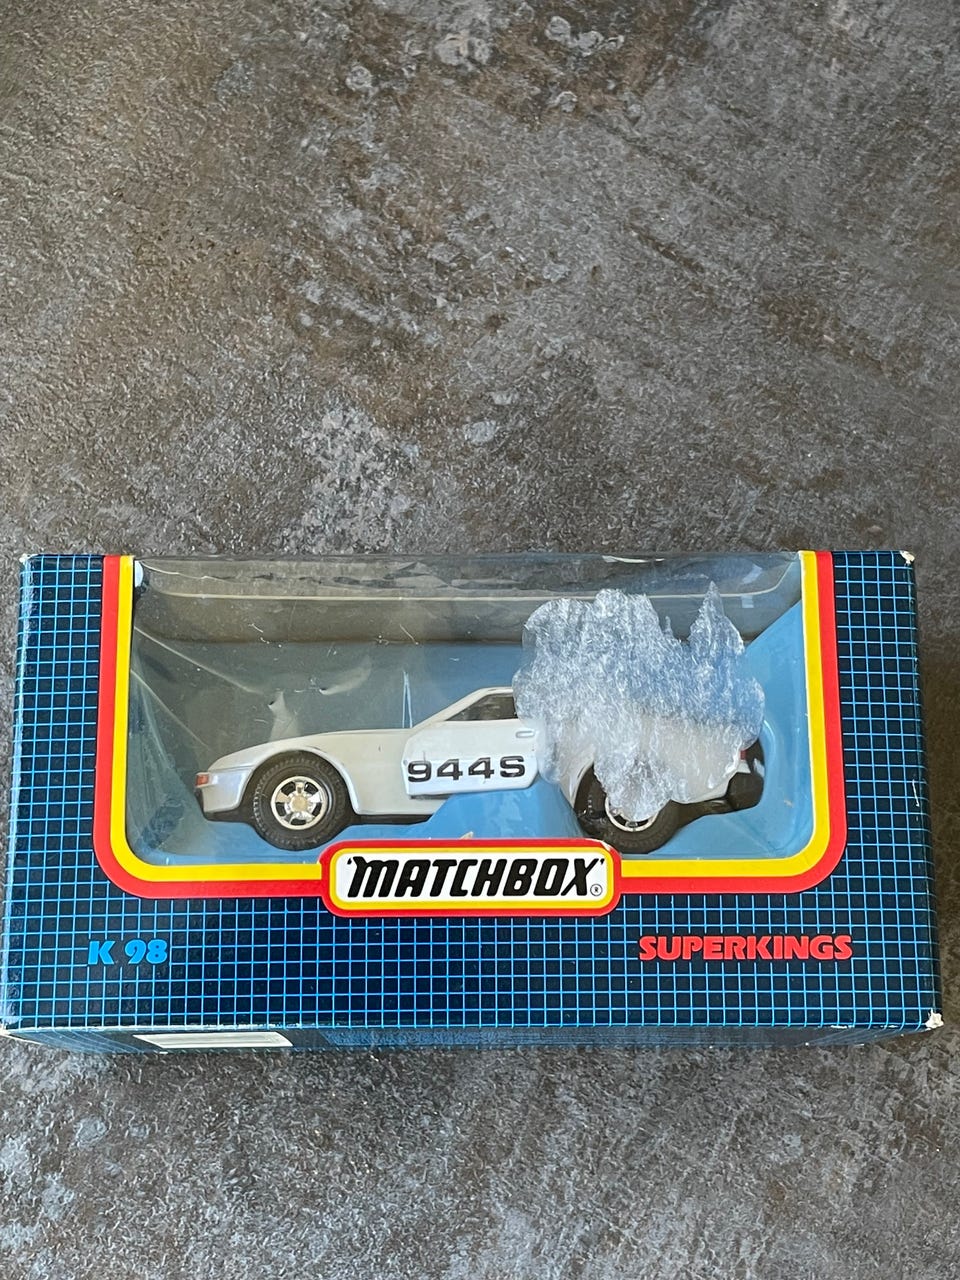 944S
'MATCHBOX'®
K 98
SUPERKINGS